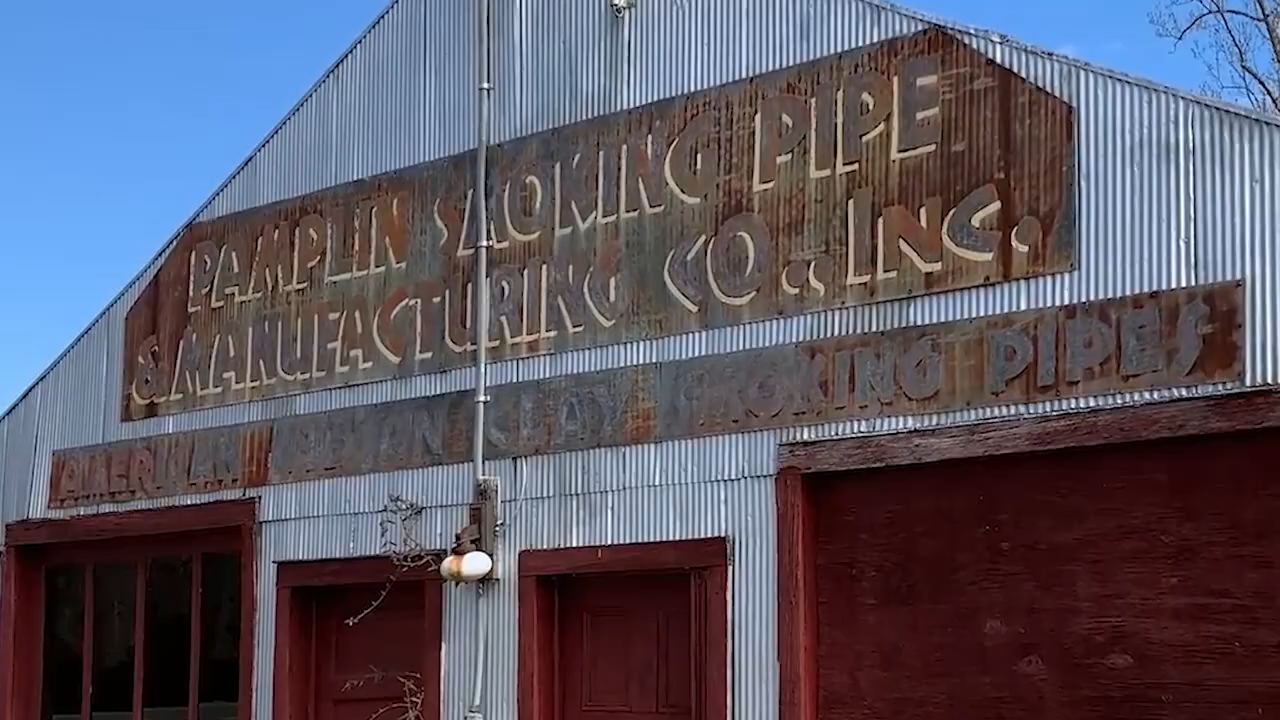 PAMPLIN SMOKING PIPE
& MANUFACTURING CO., INC.
AMERICAN INDIAN CLAY SMOKING PIPES